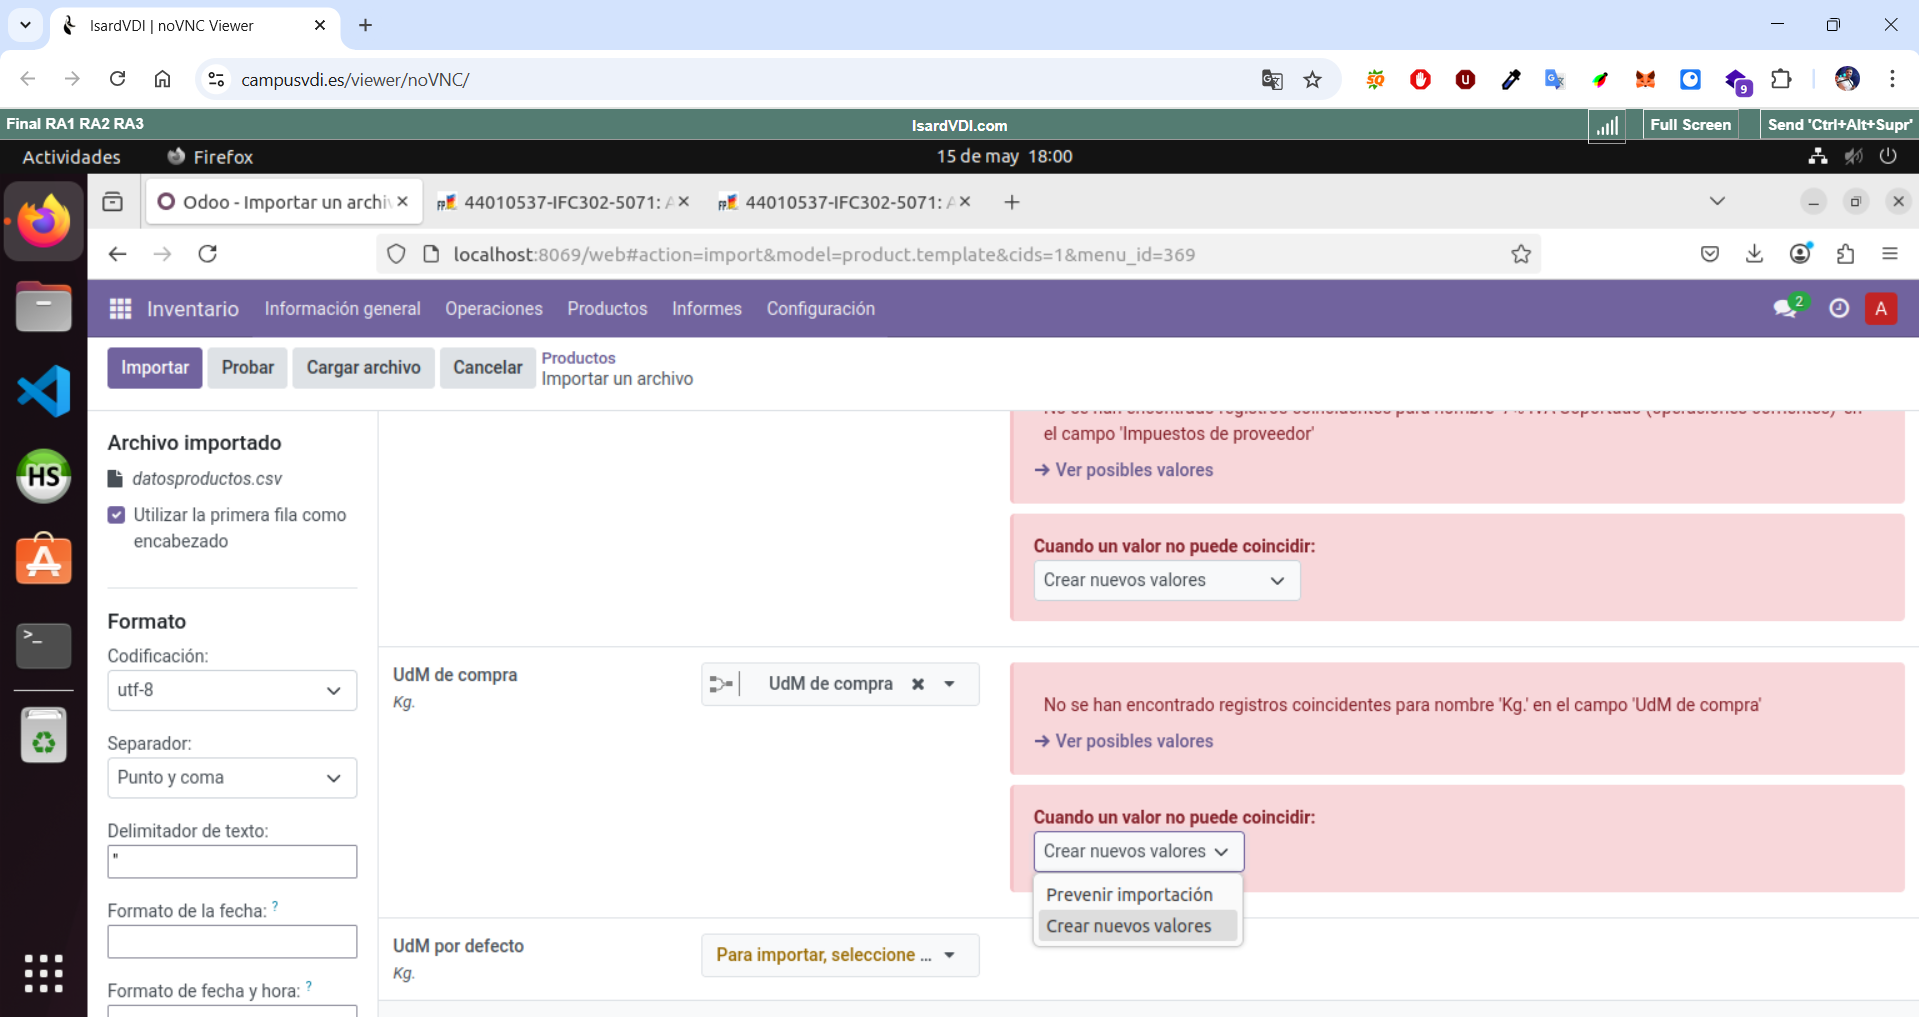 IsardVDI | noVNC Viewer
campusvdi.es/viewer/noVNC/
9
Final RA1 RA2 RA3
IsardVDI.com
Full Screen
Send 'Ctrl+Alt+Supr'
Actividades
Firefox
15 de may 18:00
Odoo - Importar un archiv
44010537-IFC302-5071: A
44010537-IFC302-5071: A
localhost:8069/web#action=import&model=product.template&cids=1&menu_id=369
Inventario
Información general
Operaciones
Productos
Informes
Configuración
2
A
Importar
Probar
Cargar archivo
Cancelar
Productos
Importar un archivo
Archivo importado
datosproductos.csv
Utilizar la primera fila como
encabezado
Formato
Codificación:
utf-8
Separador:
Punto y coma
Delimitador de texto:
"
Formato de la fecha: ?
Formato de fecha y hora: ?
el campo 'Impuestos de proveedor'
→ Ver posibles valores
Cuando un valor no puede coincidir:
Crear nuevos valores
UdM de compra
Kg.
UdM de compra
No se han encontrado registros coincidentes para nombre 'Kg.' en el campo 'UdM de compra'
→ Ver posibles valores
Cuando un valor no puede coincidir:
Crear nuevos valores
Prevenir importación
Crear nuevos valores
UdM por defecto
Kg.
Para importar, seleccione ...
HS